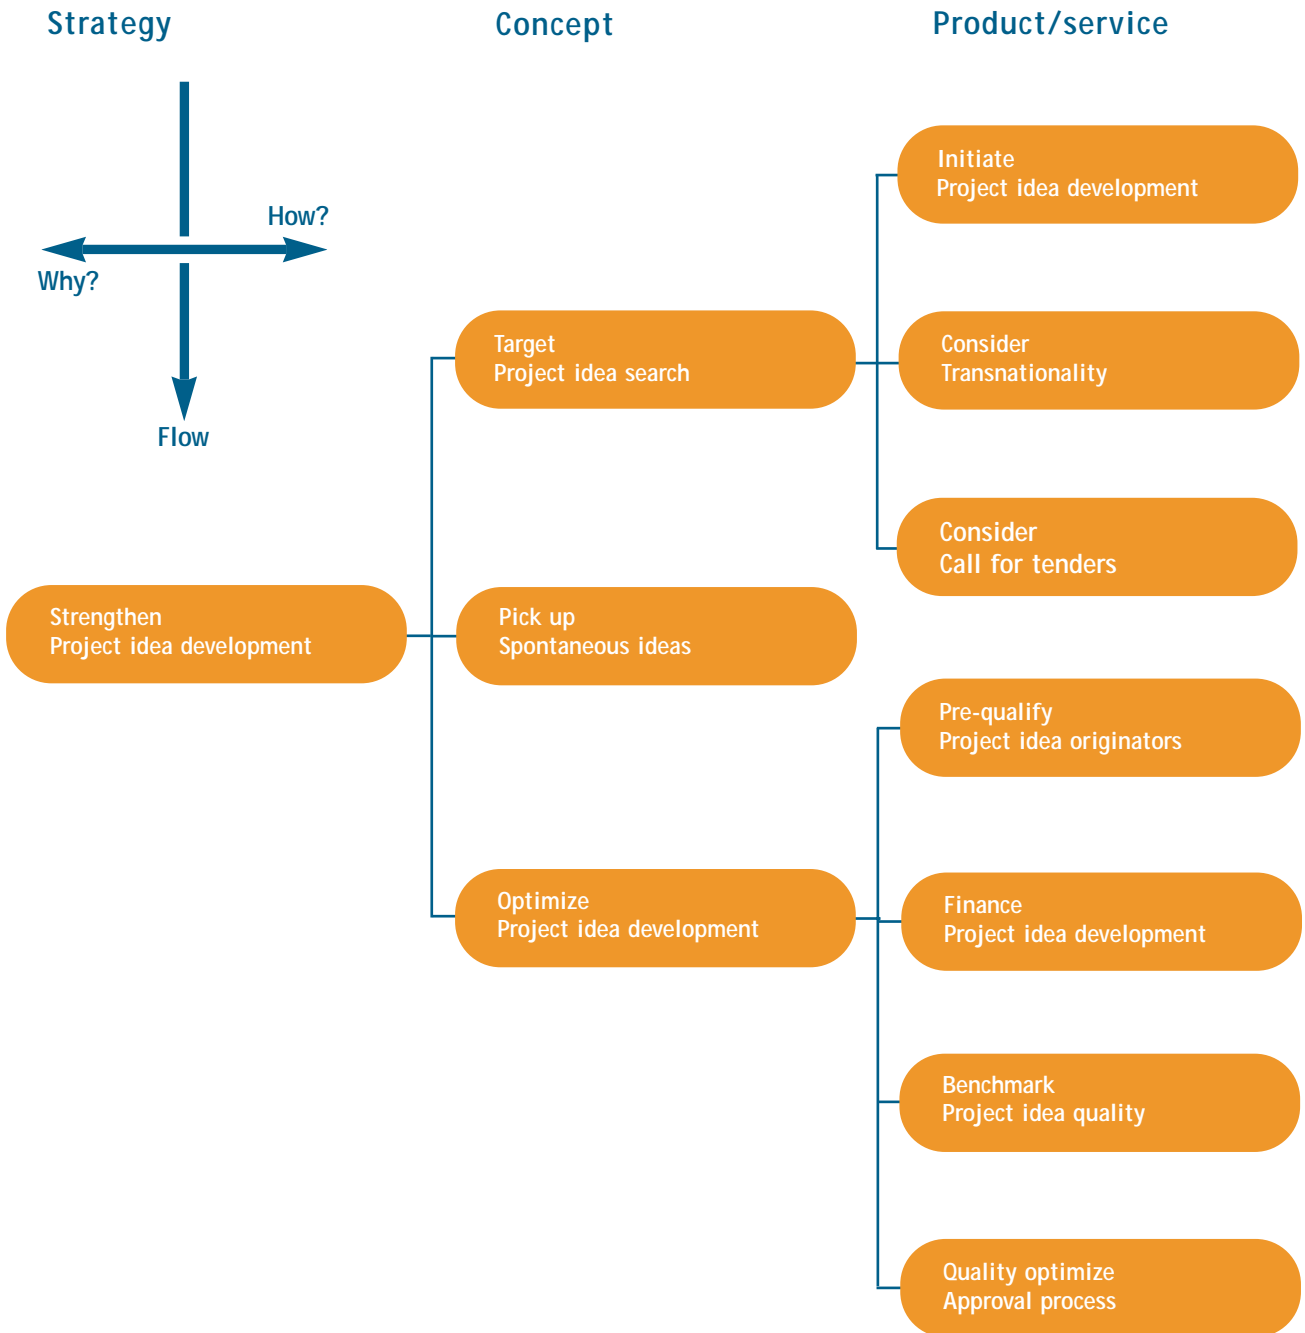 Strategy
Concept
Product/service
How?
Why?
Flow
Strengthen
Project idea development
Target
Project idea search
Pick up
Spontaneous ideas
Optimize
Project idea development
Initiate
Project idea development
Consider
Transnationality
Consider
Call for tenders
Pre-qualify
Project idea originators
Finance
Project idea development
Benchmark
Project idea quality
Quality optimize
Approval process